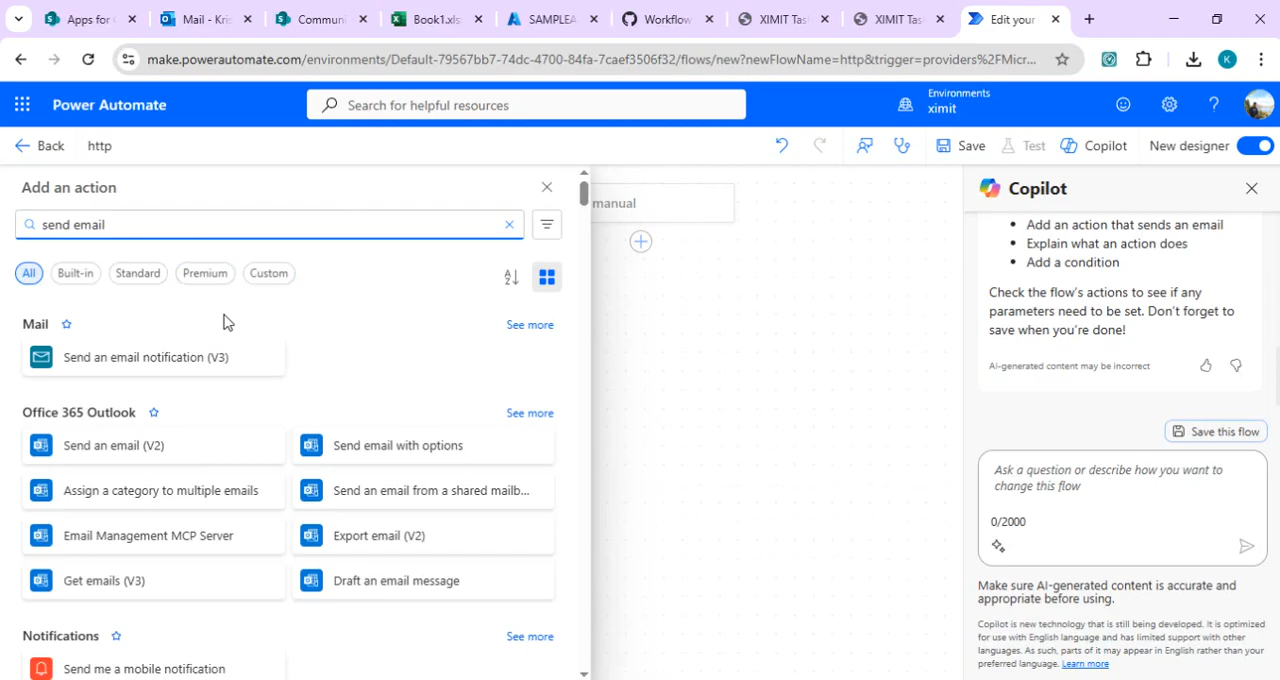 Apps for
Mail - Kris
Communi
Book1.xls
SAMPLEA
Workflow
XIMIT Tas
XIMIT Tas
Edit your
make.powerautomate.com/environments/Default-79567bb7-74dc-4700-84fa-7caef3506f32/flows/new?newFlowName=http&trigger=providers%2FMicr...
K
Power Automate
Search for helpful resources
Environments
ximit
Back
http
Save
Test
Copilot
New designer
Add an action
send email
All
Built-in
Standard
Premium
Custom
Mail
See more
Send an email notification (V3)
Office 365 Outlook
See more
Send an email (V2)
Send email with options
Assign a category to multiple emails
Send an email from a shared mailb...
Email Management MCP Server
Export email (V2)
Get emails (V3)
Draft an email message
Notifications
See more
Send me a mobile notification
manual
Copilot
• Add an action that sends an email
• Explain what an action does
• Add a condition
Check the flow's actions to see if any
parameters need to be set. Don't forget to
save when you're done!
AI-generated content may be incorrect
Save this flow
Ask a question or describe how you want to
change this flow
0/2000
Make sure AI-generated content is accurate and
appropriate before using.
Copilot is new technology that is still being developed. It is optimized
for use with English language and has limited support with other
languages. As such, parts of it may appear in English rather than your
preferred language. Learn more